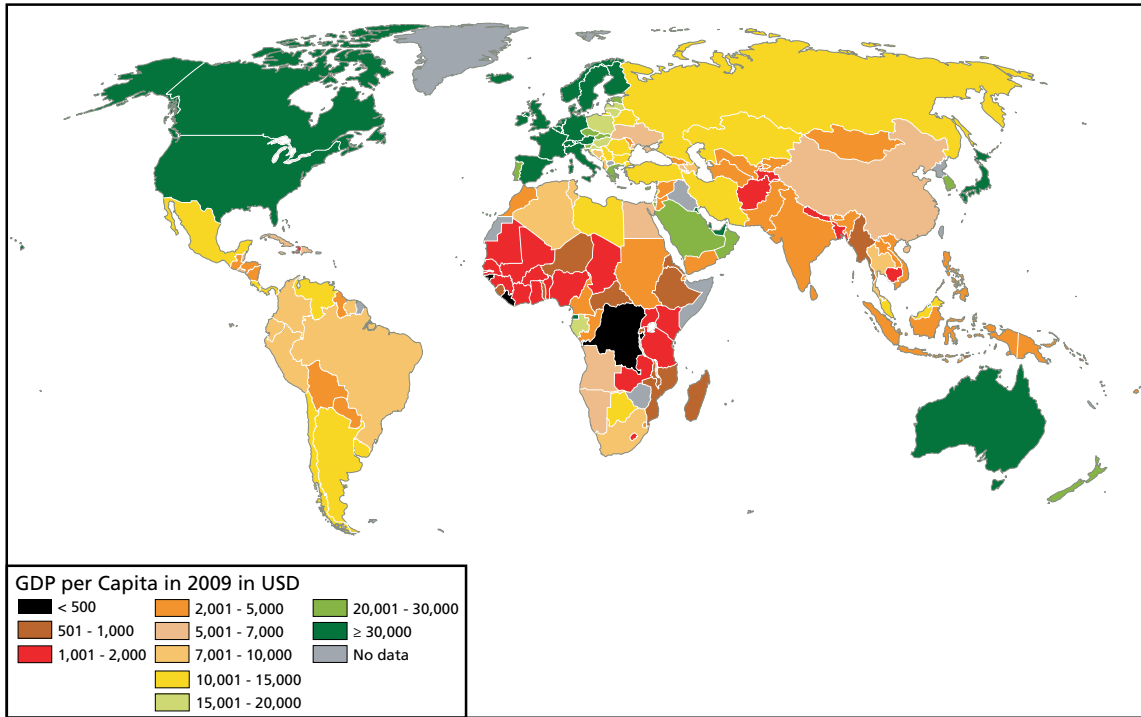 GDP per Capita in 2009 in USD
< 500
501 - 1,000
1,001 - 2,000
2,001 - 5,000
5,001 - 7,000
7,001 - 10,000
10,001 - 15,000
15,001 - 20,000
20,001 - 30,000
≥ 30,000
No data